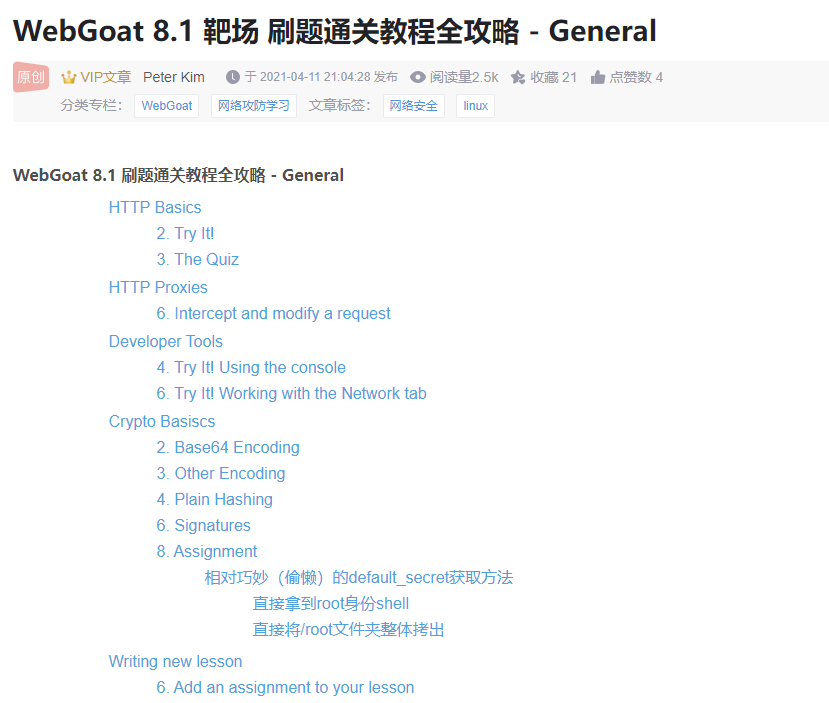 WebGoat 8.1 靶场 刷题通关教程全攻略 - General
原创 VIP文章 Peter Kim 于 2021-04-11 21:04:28 发布 阅读量2.5k 收藏 21 点赞数 4
分类专栏： WebGoat 网络攻防学习 文章标签： 网络安全 linux
WebGoat 8.1 刷题通关教程全攻略 - General
HTTP Basics
2. Try It!
3. The Quiz
HTTP Proxies
6. Intercept and modify a request
Developer Tools
4. Try It! Using the console
6. Try It! Working with the Network tab
Crypto Basiscs
2. Base64 Encoding
3. Other Encoding
4. Plain Hashing
6. Signatures
8. Assignment
相对巧妙（偷懒）的default_secret获取方法
直接拿到root身份shell
直接将/root文件夹整体拷出
Writing new lesson
6. Add an assignment to your lesson